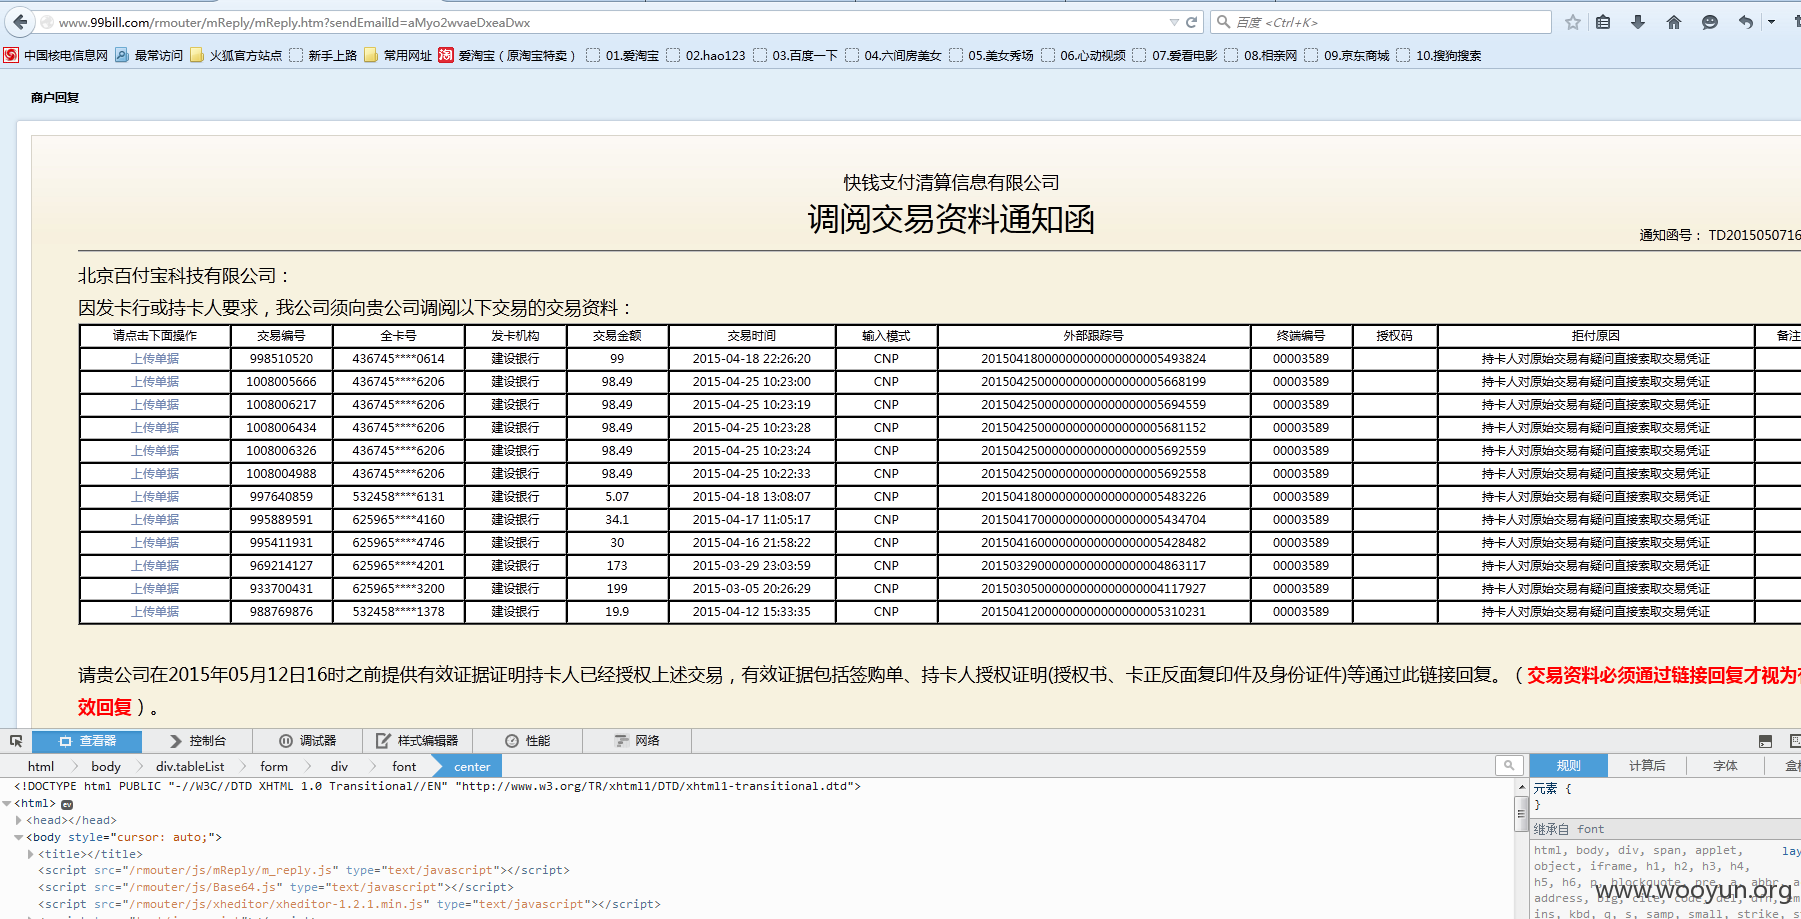 www.99bill.com/rmouter/mReply/mReply.htm?sendEmailId=aMyo2wvaeDxeaDwx
百度 <Ctrl+K>
中国核电信息网 最常访问 火狐官方站点 新手上路 常用网址 爱淘宝（原淘宝特卖） 01.爱淘宝 02.hao123 03.百度一下 04.六间房美女 05.美女秀场 06.心动视频 07.爱看电影 08.相亲网 09.京东商城 10.搜狗搜索
商户回复
快钱支付清算信息有限公司
调阅交易资料通知函
通知函号： TD2015050716
北京百付宝科技有限公司：
因发卡行或持卡人要求，我公司须向贵公司调阅以下交易的交易资料：
请点击下面操作 交易编号 全卡号 发卡机构 交易金额 交易时间 输入模式 外部跟踪号 终端编号 授权码 拒付原因 备注
上传单据 998510520 436745****0614 建设银行 99 2015-04-18 22:26:20 CNP 20150418000000000000000005493824 00003589 持卡人对原始交易有疑问直接索取交易凭证
上传单据 1008005666 436745****6206 建设银行 98.49 2015-04-25 10:23:00 CNP 20150425000000000000000005668199 00003589 持卡人对原始交易有疑问直接索取交易凭证
上传单据 1008006217 436745****6206 建设银行 98.49 2015-04-25 10:23:19 CNP 20150425000000000000000005694559 00003589 持卡人对原始交易有疑问直接索取交易凭证
上传单据 1008006434 436745****6206 建设银行 98.49 2015-04-25 10:23:28 CNP 20150425000000000000000005681152 00003589 持卡人对原始交易有疑问直接索取交易凭证
上传单据 1008006326 436745****6206 建设银行 98.49 2015-04-25 10:23:24 CNP 20150425000000000000000005692559 00003589 持卡人对原始交易有疑问直接索取交易凭证
上传单据 1008004988 436745****6206 建设银行 98.49 2015-04-25 10:22:33 CNP 20150425000000000000000005692558 00003589 持卡人对原始交易有疑问直接索取交易凭证
上传单据 997640859 532458****6131 建设银行 5.07 2015-04-18 13:08:07 CNP 20150418000000000000000005483226 00003589 持卡人对原始交易有疑问直接索取交易凭证
上传单据 995889591 625965****4160 建设银行 34.1 2015-04-17 11:05:17 CNP 20150417000000000000000005434704 00003589 持卡人对原始交易有疑问直接索取交易凭证
上传单据 995411931 625965****4746 建设银行 30 2015-04-16 21:58:22 CNP 20150416000000000000000005428482 00003589 持卡人对原始交易有疑问直接索取交易凭证
上传单据 969214127 625965****4201 建设银行 173 2015-03-29 23:03:59 CNP 20150329000000000000000004863117 00003589 持卡人对原始交易有疑问直接索取交易凭证
上传单据 933700431 625965****3200 建设银行 199 2015-03-05 20:26:29 CNP 20150305000000000000000004117927 00003589 持卡人对原始交易有疑问直接索取交易凭证
上传单据 988769876 532458****1378 建设银行 19.9 2015-04-12 15:33:35 CNP 20150412000000000000000005310231 00003589 持卡人对原始交易有疑问直接索取交易凭证
请贵公司在2015年05月12日16时之前提供有效证据证明持卡人已经授权上述交易，有效证据包括签购单、持卡人授权证明(授权书、卡正反面复印件及身份证件)等通过此链接回复。（交易资料必须通过链接回复才视为有
效回复）。
查看器 控制台 调试器 样式编辑器 性能 网络
html body div.tableList form div font center 规则 计算后 字体 盒模
<!DOCTYPE html PUBLIC "-//W3C//DTD XHTML 1.0 Transitional//EN" "http://www.w3.org/TR/xhtml1/DTD/xhtml1-transitional.dtd">
<html> ev
<head></head>
<body style="cursor: auto;">
<title></title>
<script src="/rmouter/js/mReply/m_reply.js" type="text/javascript"></script>
<script src="/rmouter/js/Base64.js" type="text/javascript"></script>
<script src="/rmouter/js/xheditor/xheditor-1.2.1.min.js" type="text/javascript"></script>
元素 {
}
继承自 font
html, body, div, span, applet, lay
object, iframe, h1, h2, h3, h4,
h5, h6, p, blockquote, pre, a, abbr, a
address, big, cite, code, del, dfn, em
ins, kbd, q, s, samp, small, strike, st
www.wooyun.org